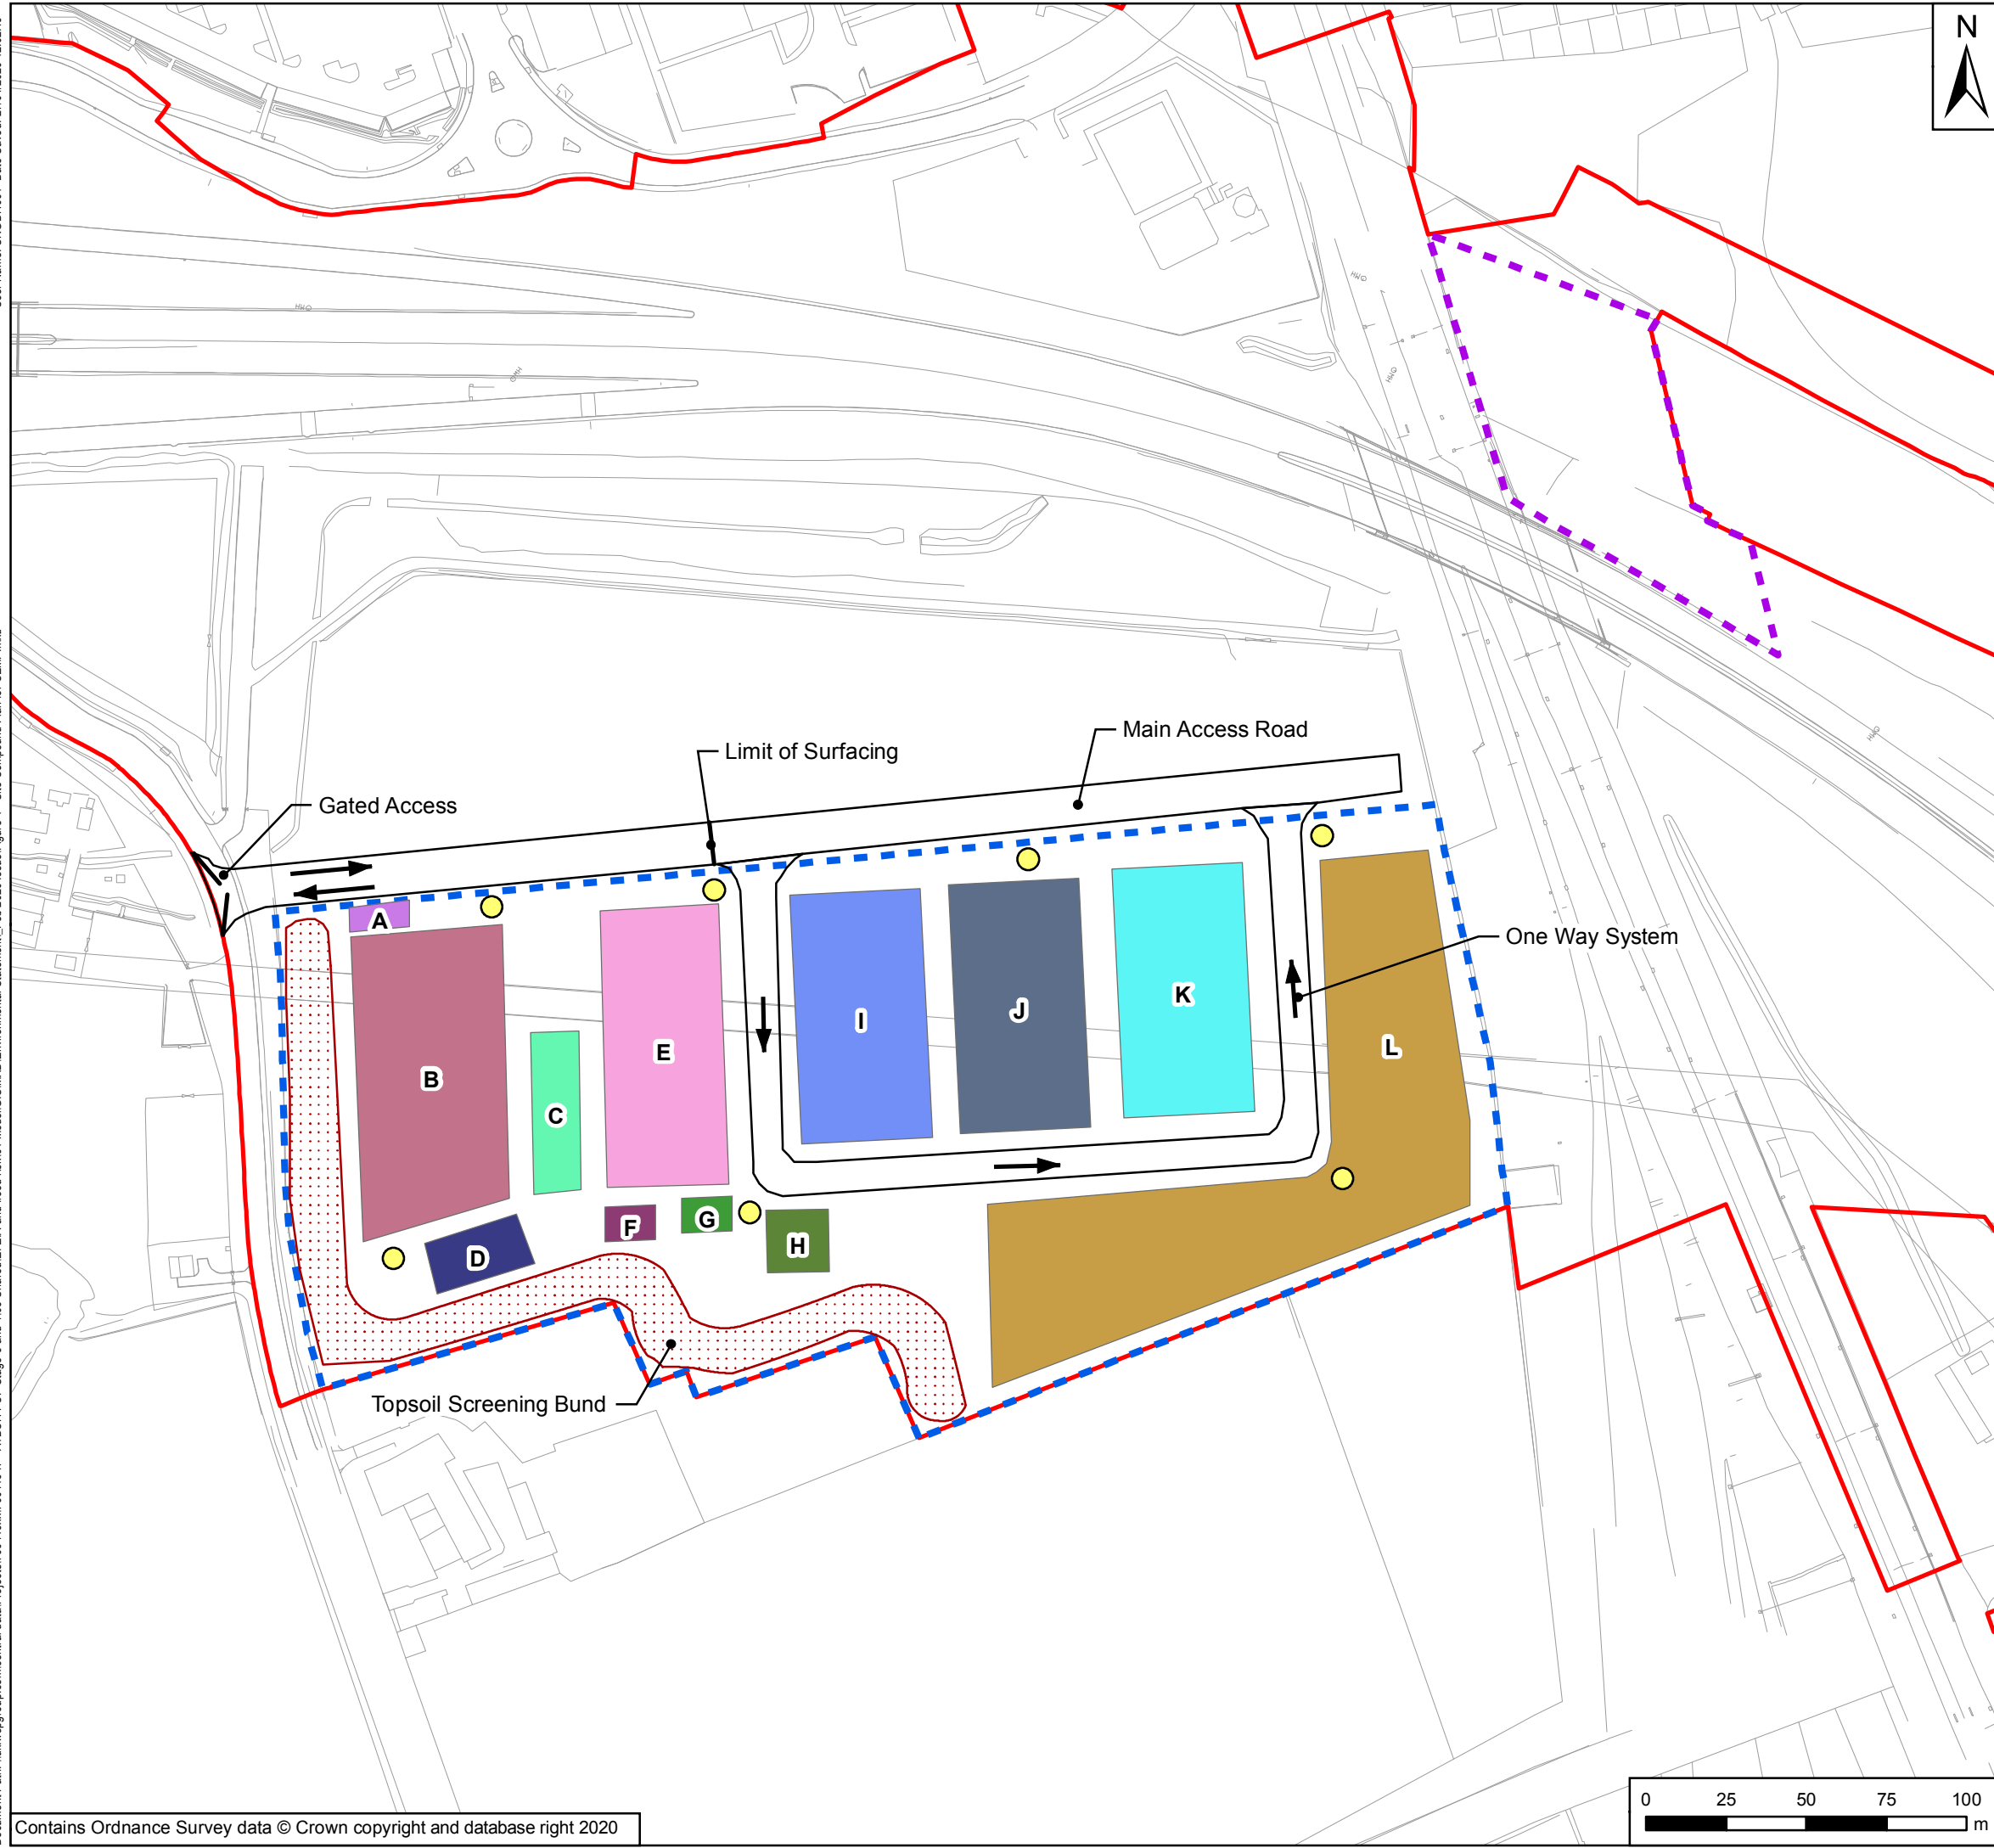 N
Main Access Road
Limit of Surfacing
Gated Access
One Way System
A
B
C
D
E
F
G
H
I
J
K
L
Topsoil Screening Bund
0 25 50 75 100
m
Contains Ordnance Survey data © Crown copyright and database right 2020